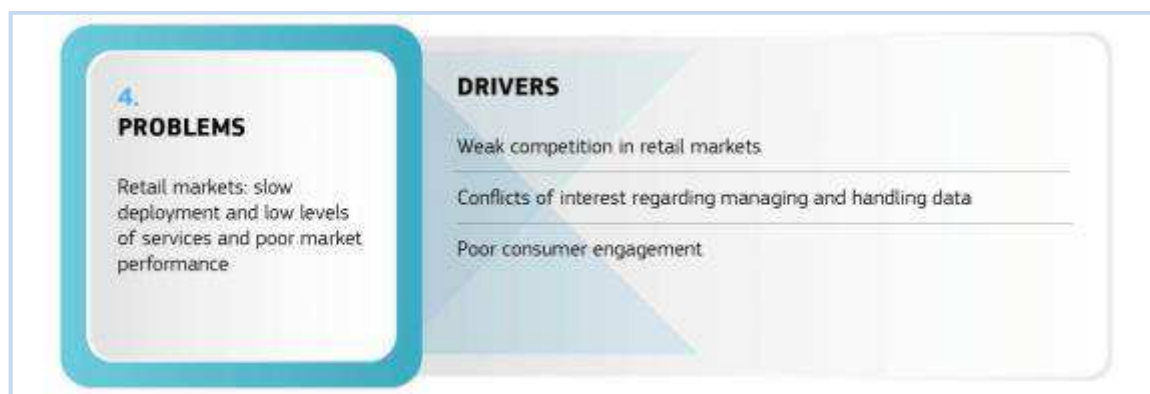 4.
PROBLEMS
Retail markets: slow
deployment and low levels
of services and poor market
performance
DRIVERS
Weak competition in retail markets
Conflicts of interest regarding managing and handling data
Poor consumer engagement